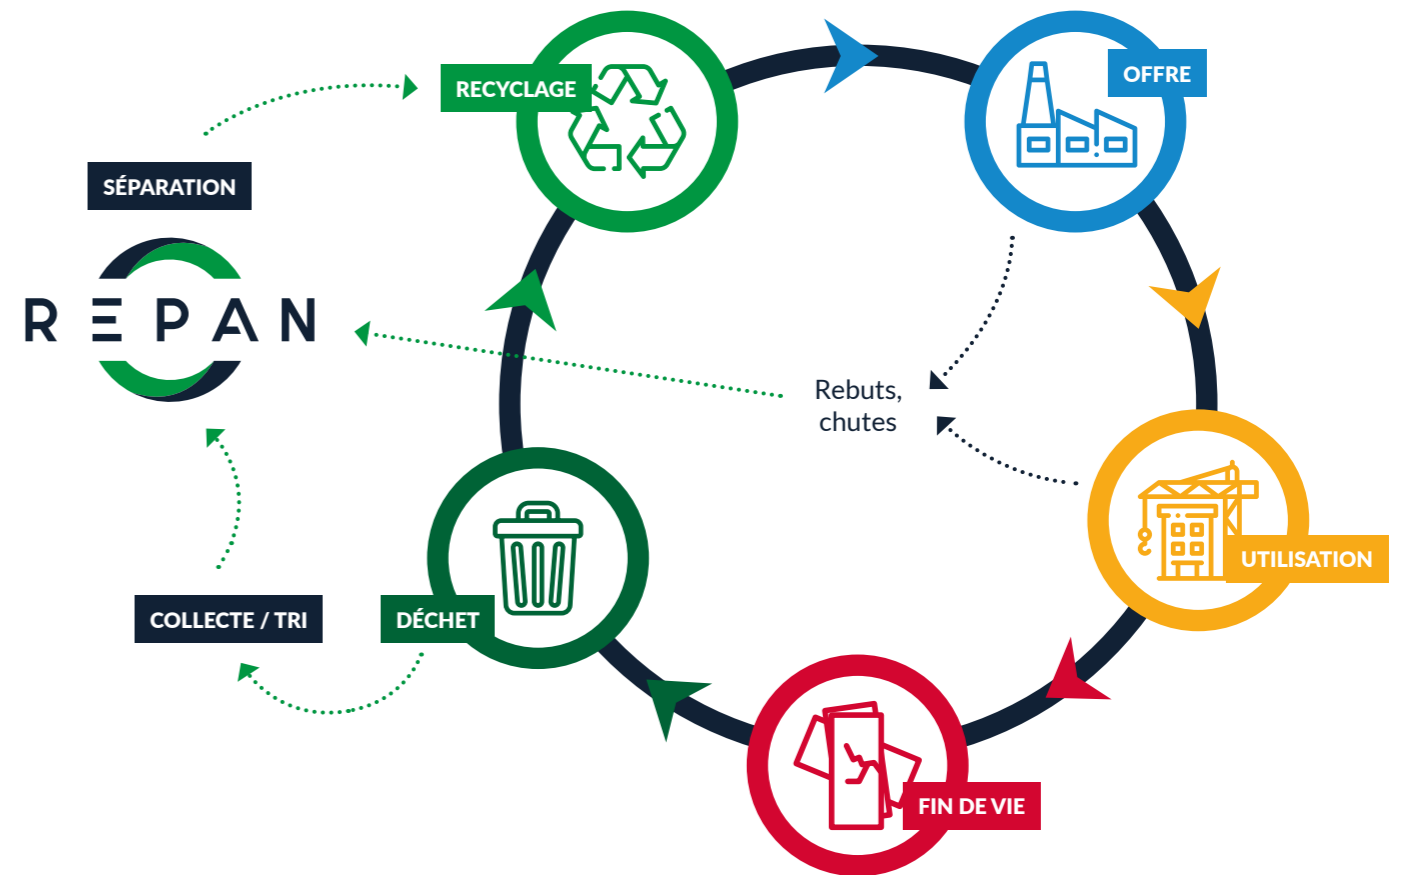 RECYCLAGE
OFFRE
SÉPARATION
REPAN
Rebuts,
chutes
UTILISATION
COLLECTE / TRI
DÉCHET
FIN DE VIE